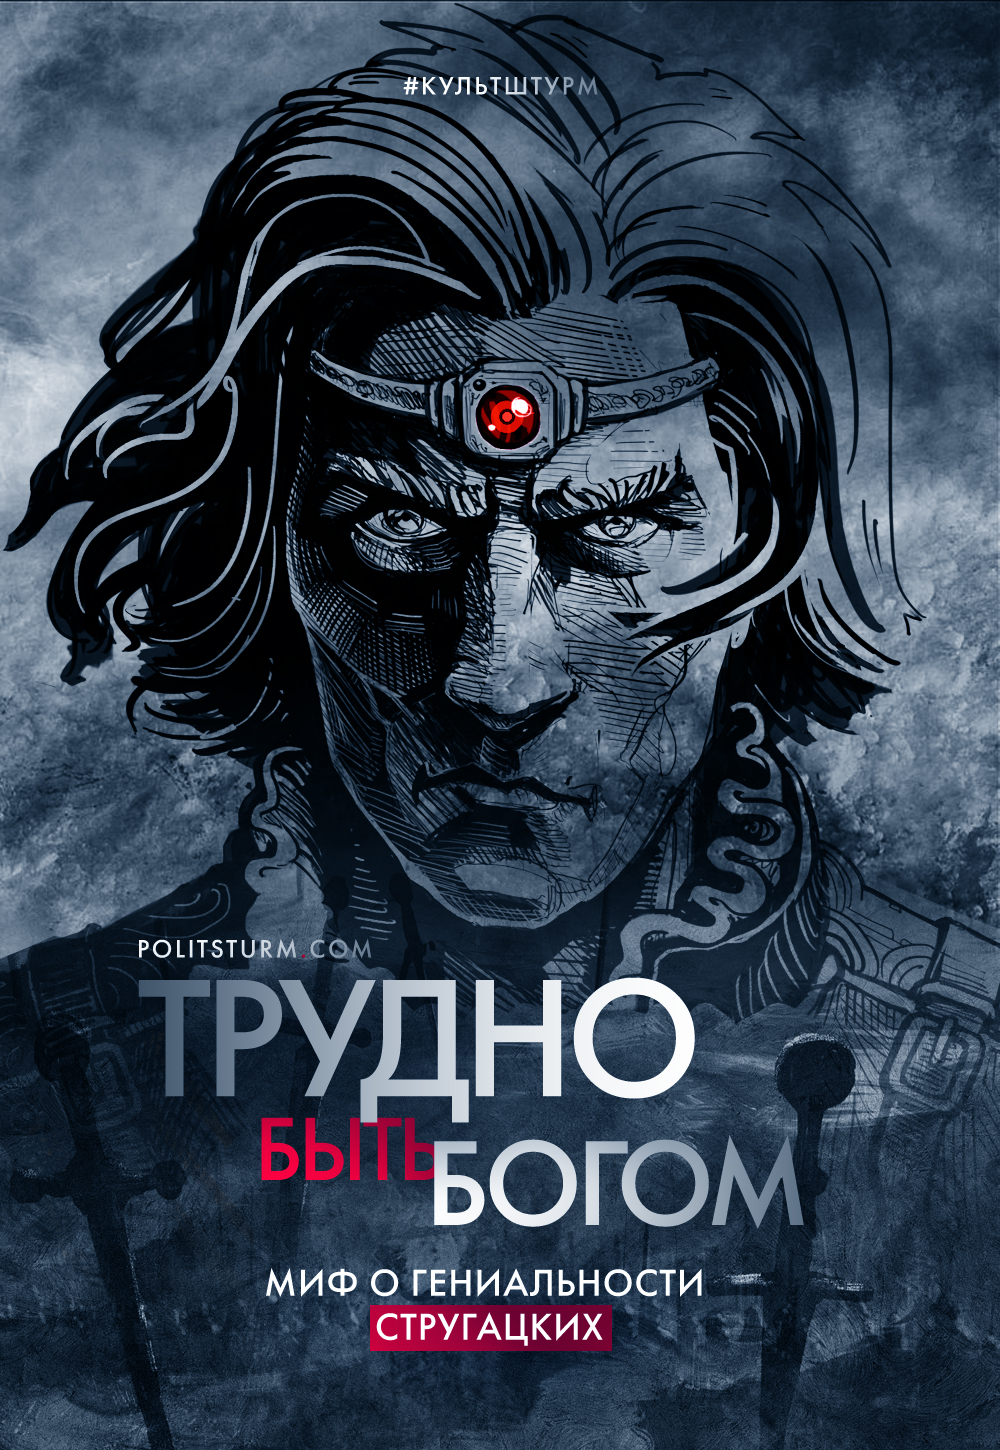 #КУЛЬТШТУРМ
POLITSTURM.COM
ТРУДНО
БЫТЬ
БОГОМ
МИФ О ГЕНИАЛЬНОСТИ
СТРУГАЦКИХ